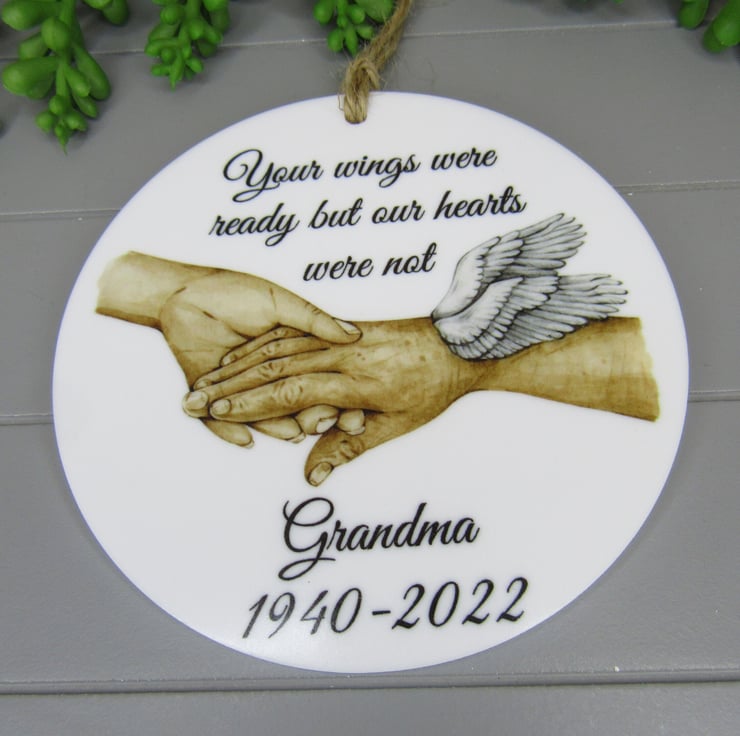 Your wings were
ready but our hearts
were not
Grandma
1940-2022